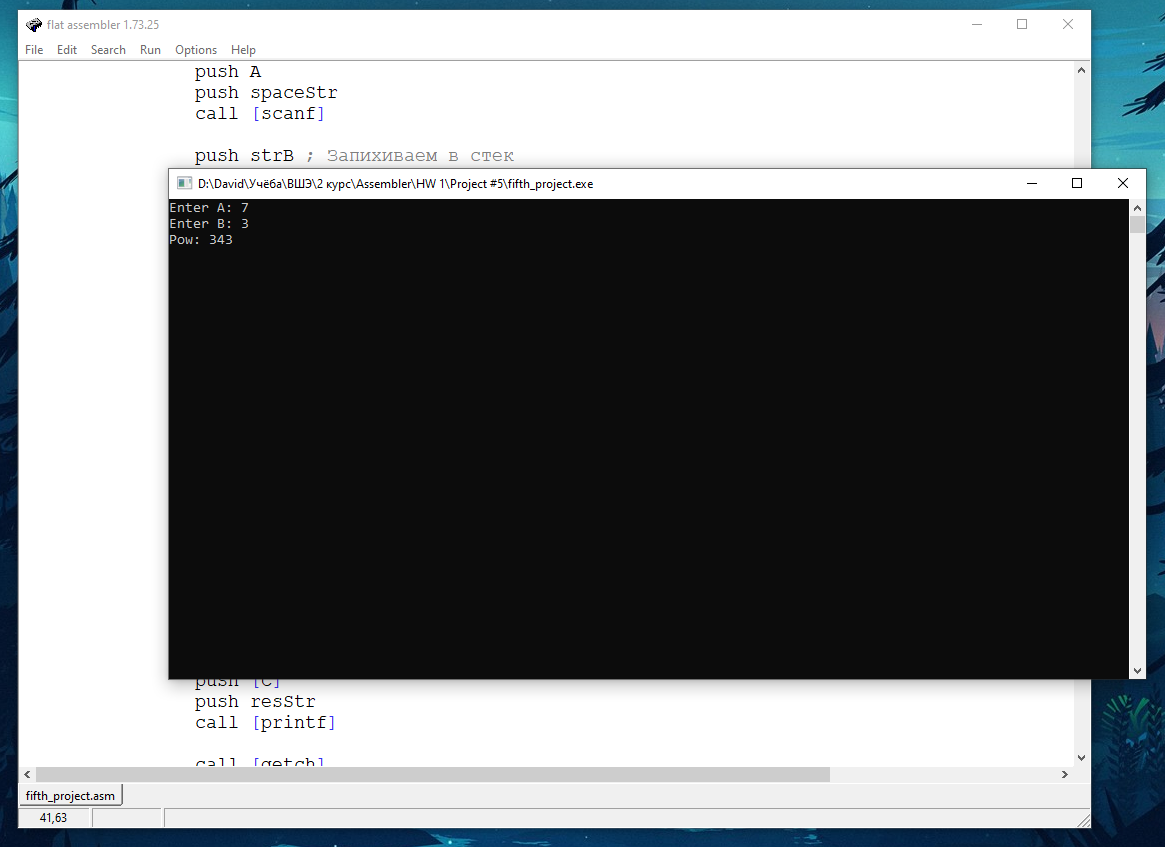 flat assembler 1.73.25
File Edit Search Run Options Help
push A
push spaceStr
call [scanf]
push strB ; Запихиваем в стек
D:\David\Учёба\ВШЭ\2 курс\Assembler\HW 1\Project #5\fifth_project.exe
Enter A: 7
Enter B: 3
Pow: 343
push [C]
push resStr
call [printf]
call [getch]
fifth_project.asm
41,63